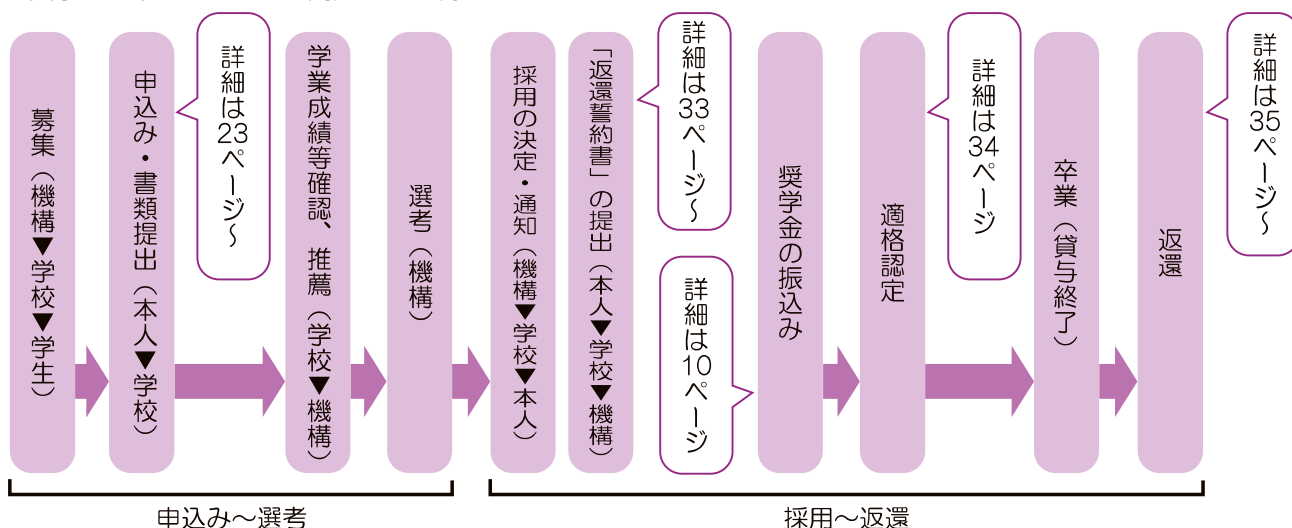 募集（機構▼学校▼学生）
申込み・書類提出（本人▼学校）
詳細は23ページ～
学業成績等確認、推薦（学校▼機構）
選考（機構）
採用の決定・通知（機構▼学校▼本人）
「返還誓約書」の提出（本人▼学校▼機構）
詳細は33ページ～
詳細は10ページ
奨学金の振込み
適格認定
詳細は34ページ
卒業（貸与終了）
返還
詳細は35ページ～
申込み～選考
採用～返還